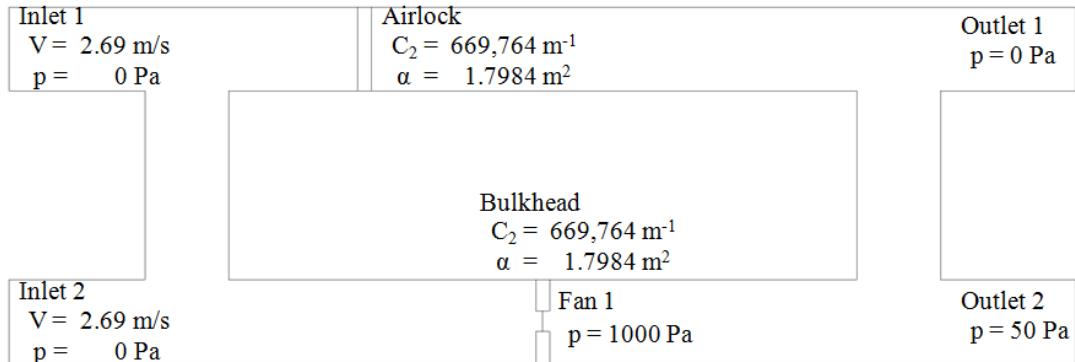 Inlet 1
V = 2.69 m/s
p = 0 Pa
Airlock
C₂ = 669,764 m⁻¹
α = 1.7984 m²
Outlet 1
p = 0 Pa
Bulkhead
C₂ = 669,764 m⁻¹
α = 1.7984 m²
Inlet 2
V = 2.69 m/s
p = 0 Pa
Fan 1
p = 1000 Pa
Outlet 2
p = 50 Pa